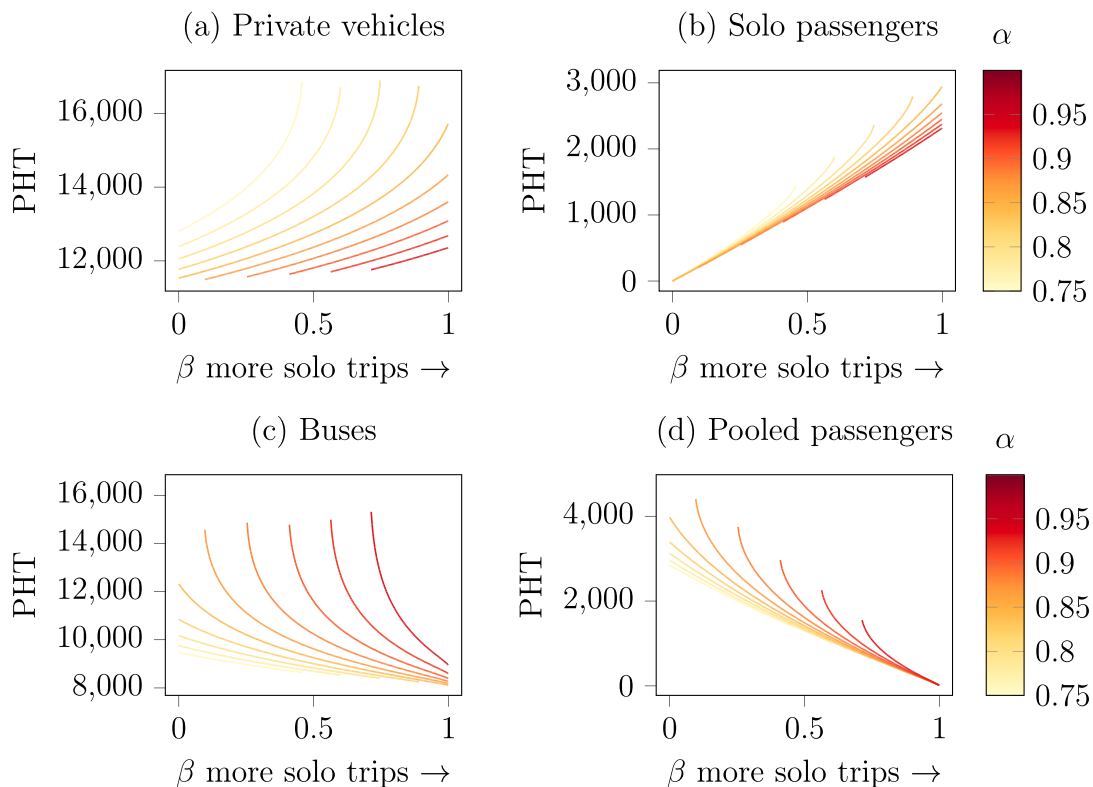 (a) Private vehicles
(b) Solo passengers
α
16,000
14,000
12,000
PHT
0
0.5
1
β more solo trips →
3,000
2,000
1,000
0
PHT
0
0.5
1
β more solo trips →
0.95
0.9
0.85
0.8
0.75
(c) Buses
(d) Pooled passengers
α
16,000
14,000
12,000
10,000
8,000
PHT
0
0.5
1
β more solo trips →
4,000
2,000
0
PHT
0
0.5
1
β more solo trips →
0.95
0.9
0.85
0.8
0.75